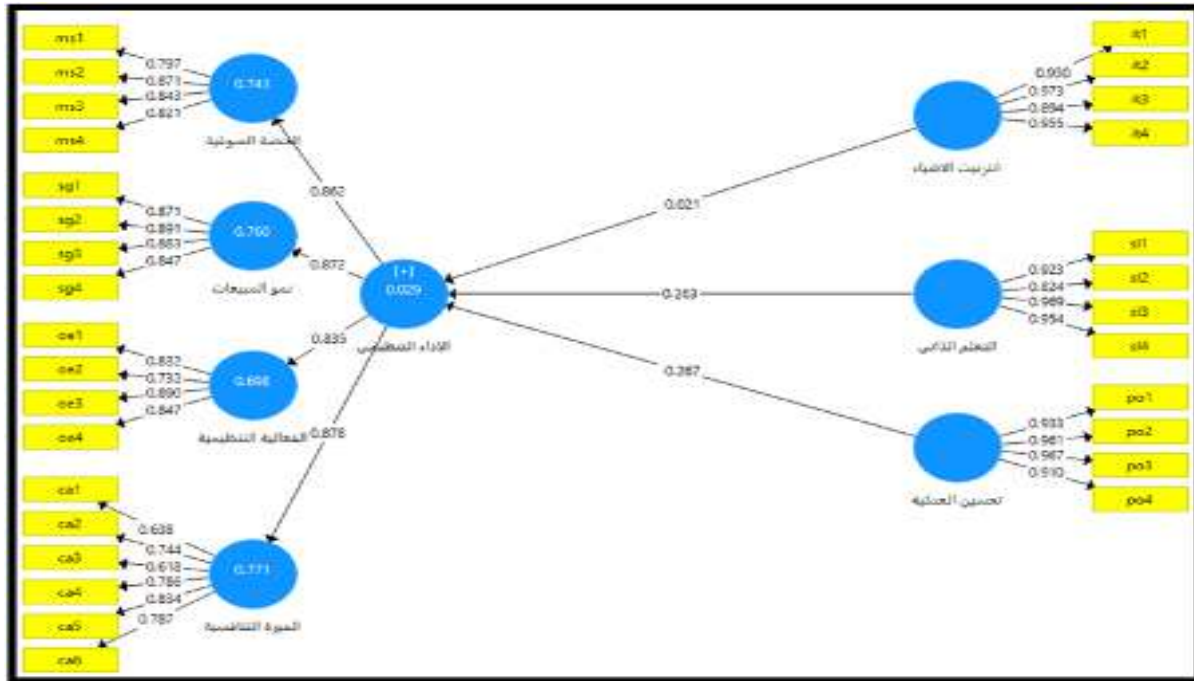 ms1
ms2
ms3
ms4
0.797
0.871
0.843
0.821
0.743
الحصة السوقية
sg1
sg2
sg3
sg4
0.871
0.891
0.883
0.847
0.760
نمو المبيعات
oe1
oe2
oe3
oe4
0.832
0.732
0.890
0.847
0.698
الفعالية التنظيمية
ca1
ca2
ca3
ca4
ca5
ca6
0.638
0.744
0.618
0.786
0.834
0.787
0.771
الميزة التنافسية
0.862
0.872
0.835
0.878
[+]
0.029
الاداء التنظيمي
0.021
0.263
0.267
انترنيت الاشياء
0.930
0.973
0.894
0.955
it1
it2
it3
it4
التعلم الذاتي
0.923
0.824
0.969
0.954
sl1
sl2
sl3
sl4
تحسين العملية
0.933
0.961
0.967
0.910
po1
po2
po3
po4